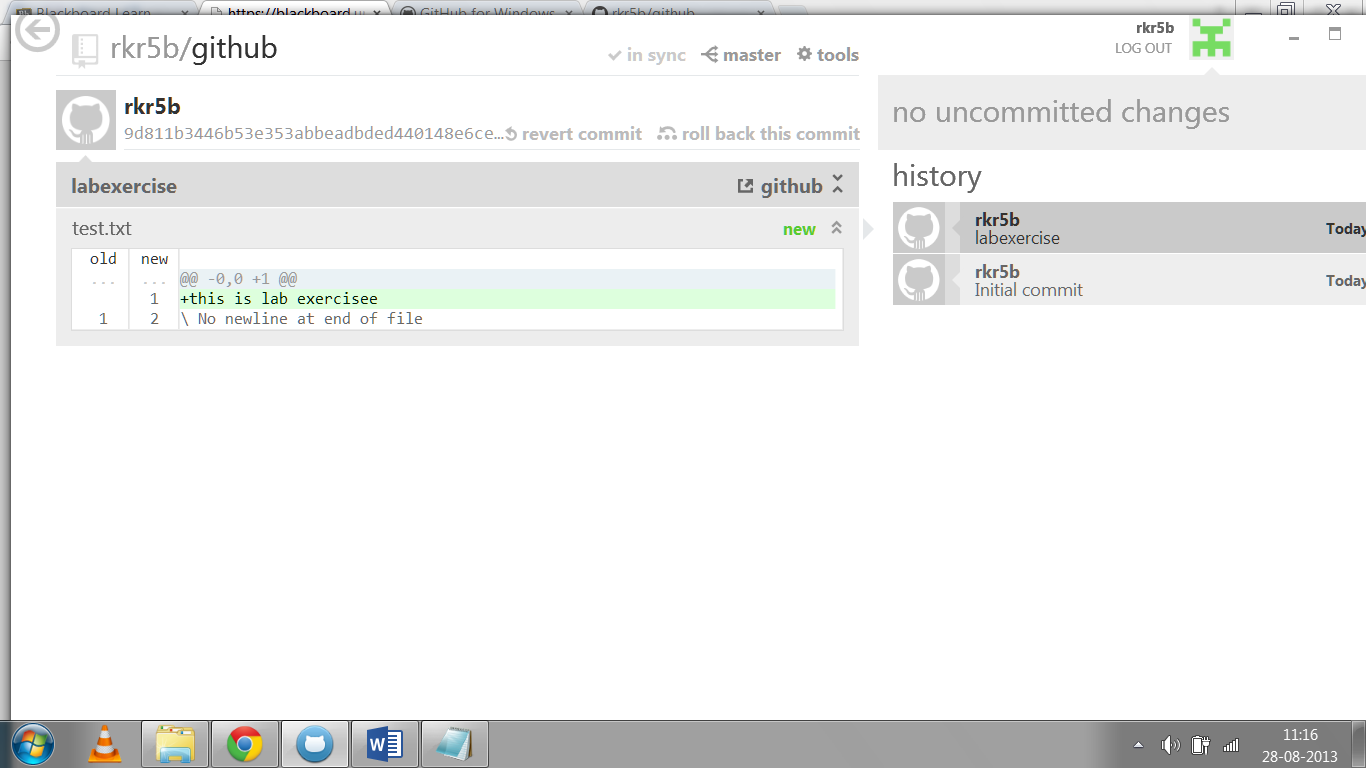 Blackboard Learn
https://blackboard.u
GitHub for Windows
rkr5b/github
rkr5b/github
in sync
master
tools
rkr5b
LOG OUT
rkr5b
9d811b3446b53e353abbeadbded440148e6ce...
revert commit
roll back this commit
no uncommitted changes
labexercise
github
history
test.txt
new
rkr5b
labexercise
Today
old new
... ... @@ -0,0 +1 @@
1 +this is lab exercisee
1 2 \ No newline at end of file
rkr5b
Initial commit
Today
11:16
28-08-2013